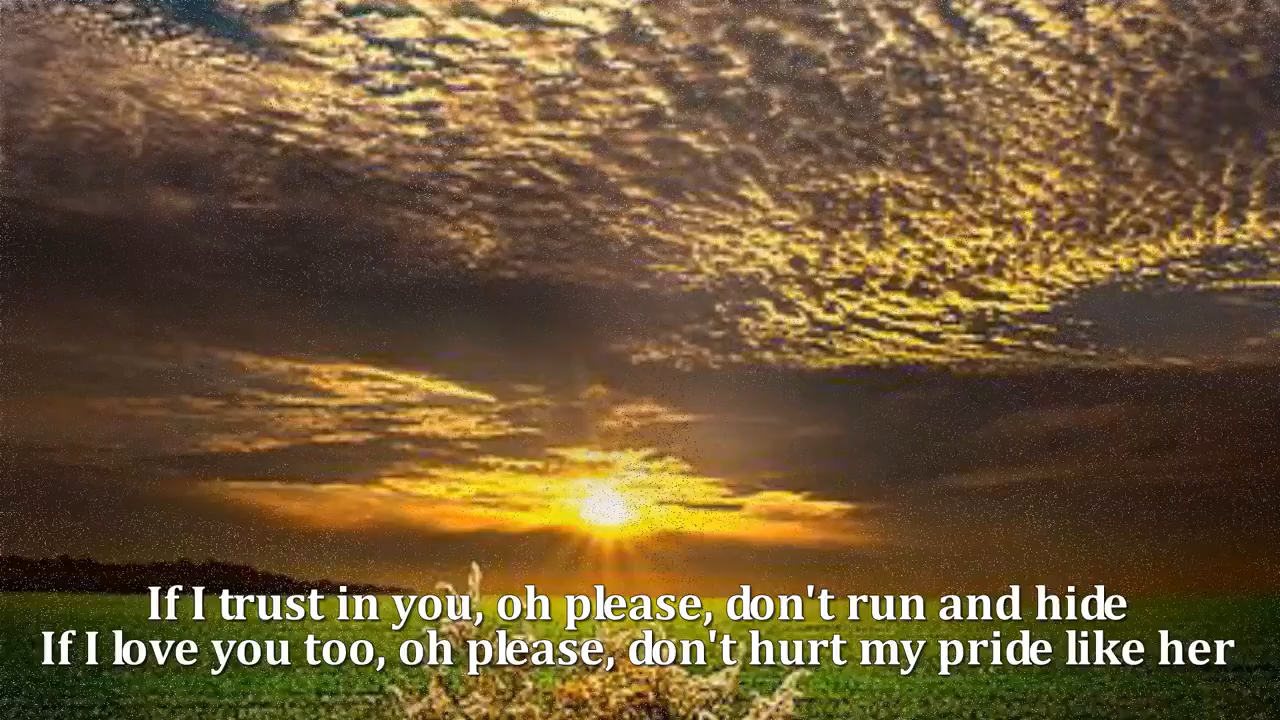 If I trust in you, oh please, don't run and hide
If I love you too, oh please, don't hurt my pride like her